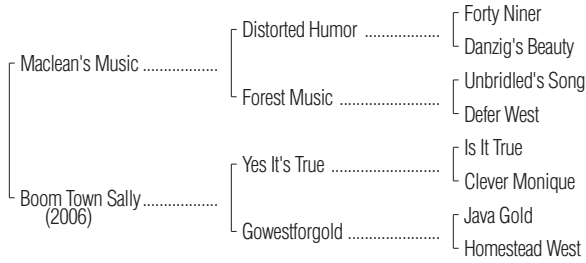 Forty Niner
Distorted Humor ..................
Danzig's Beauty
Maclean's Music ..................
Unbridled's Song
Forest Music ........................
Defer West
Is It True
Yes It's True ..........................
Clever Monique
Boom Town Sally ..................
(2006)
Java Gold
Gowestforgold .....................
Homestead West